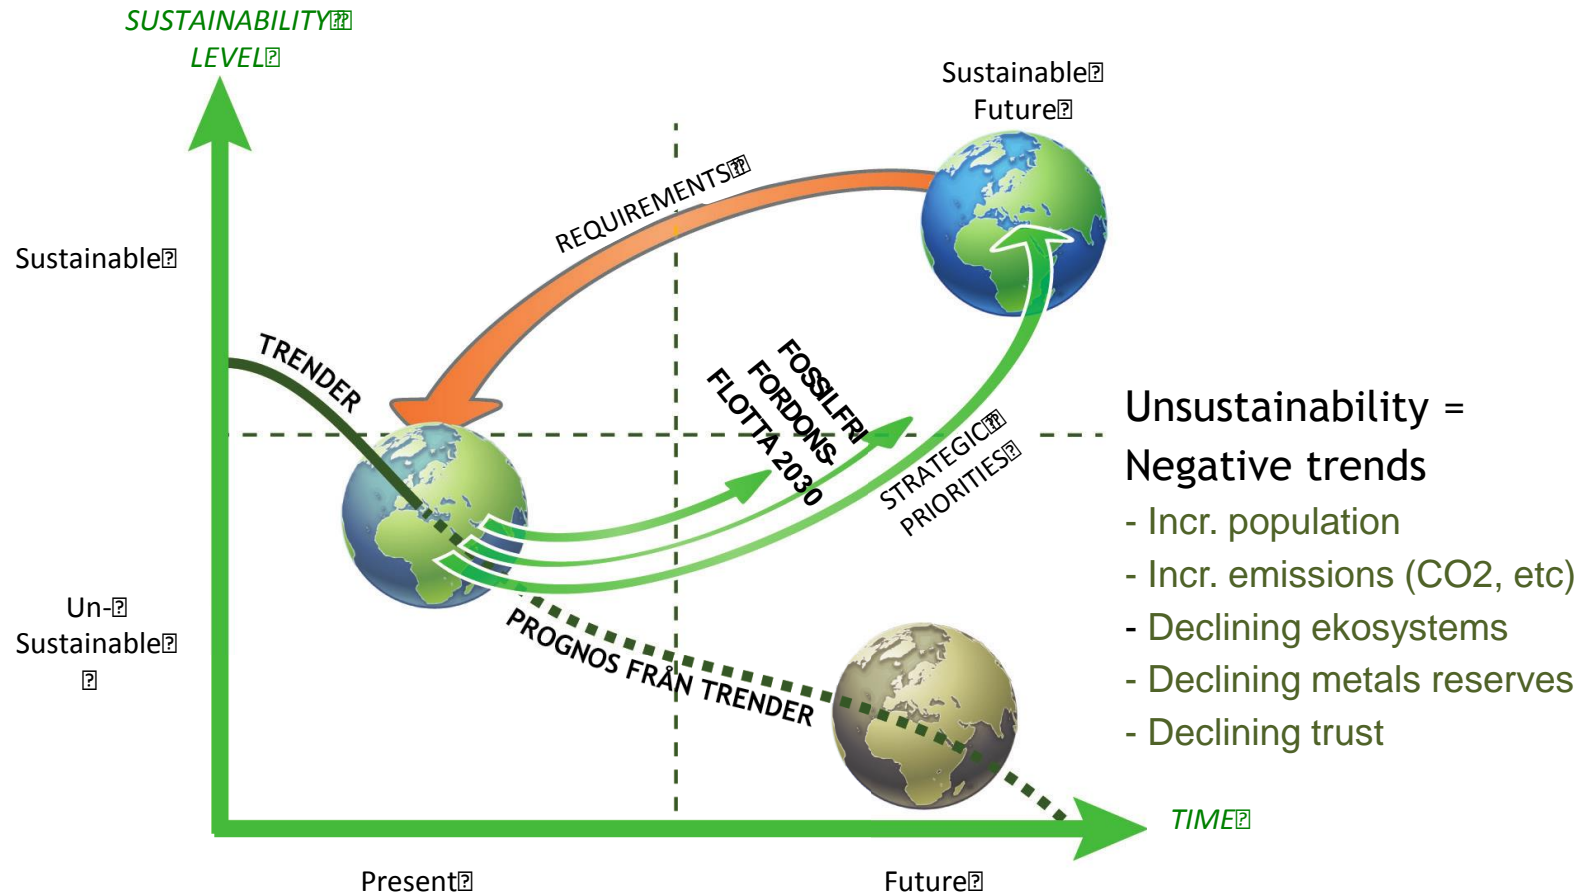 SUSTAINABILITY
LEVEL
Sustainable
Future
REQUIREMENTS
Sustainable
TRENDER
FOSSILFRI
FORDONS-
FLOTTA 2030
STRATEGIC
PRIORITIES
Unsustainability =
Negative trends
- Incr. population
- Incr. emissions (CO2, etc)
- Declining ekosystems
- Declining metals reserves
- Declining trust
Un-
Sustainable
PROGNOS FRÅN TRENDER
TIME
Present
Future